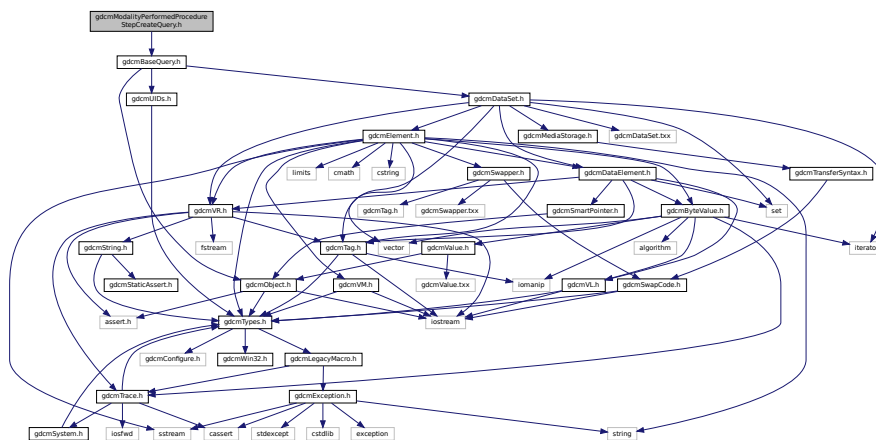 gdcmModalityPerformedProcedure
StepCreateQuery.h
gdcmBaseQuery.h
gdcmUIDs.h
gdcmDataSet.h
gdcmElement.h
gdcmMediaStorage.h
gdcmDataSet.txx
limits
cmath
cstring
gdcmSwapper.h
gdcmDataElement.h
gdcmTransferSyntax.h
gdcmVR.h
gdcmTag.h
gdcmSwapper.txx
gdcmSmartPointer.h
gdcmByteValue.h
set
gdcmString.h
fstream
gdcmTag.h
vector
gdcmValue.h
algorithm
iterato
gdcmStaticAssert.h
gdcmObject.h
gdcmVM.h
gdcmValue.txx
iomanip
gdcmVL.h
gdcmSwapCode.h
assert.h
gdcmTypes.h
iostream
gdcmConfigure.h
gdcmWin32.h
gdcmLegacyMacro.h
gdcmTrace.h
gdcmException.h
gdcmSystem.h
iosfwd
sstream
cassert
stdexcept
cstdlib
exception
string